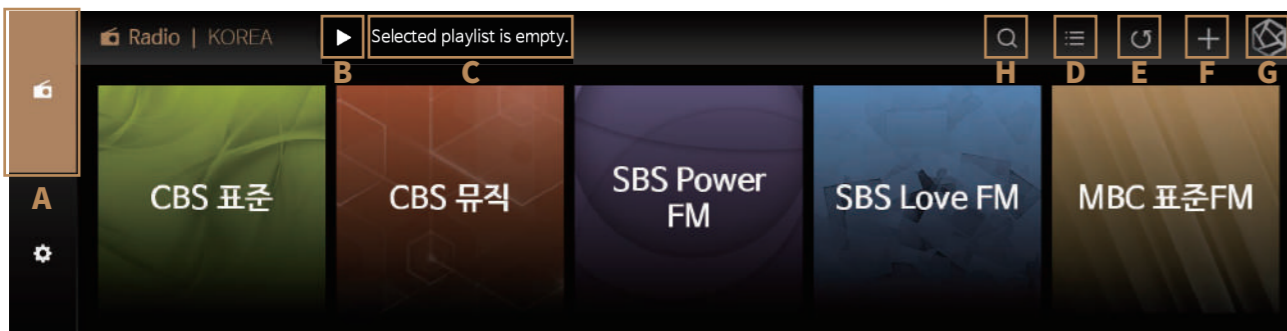 Radio | KOREA
Selected playlist is empty.
B
C
H
D
E
F
G
A
CBS 표준
CBS 뮤직
SBS Power
FM
SBS Love FM
MBC 표준FM